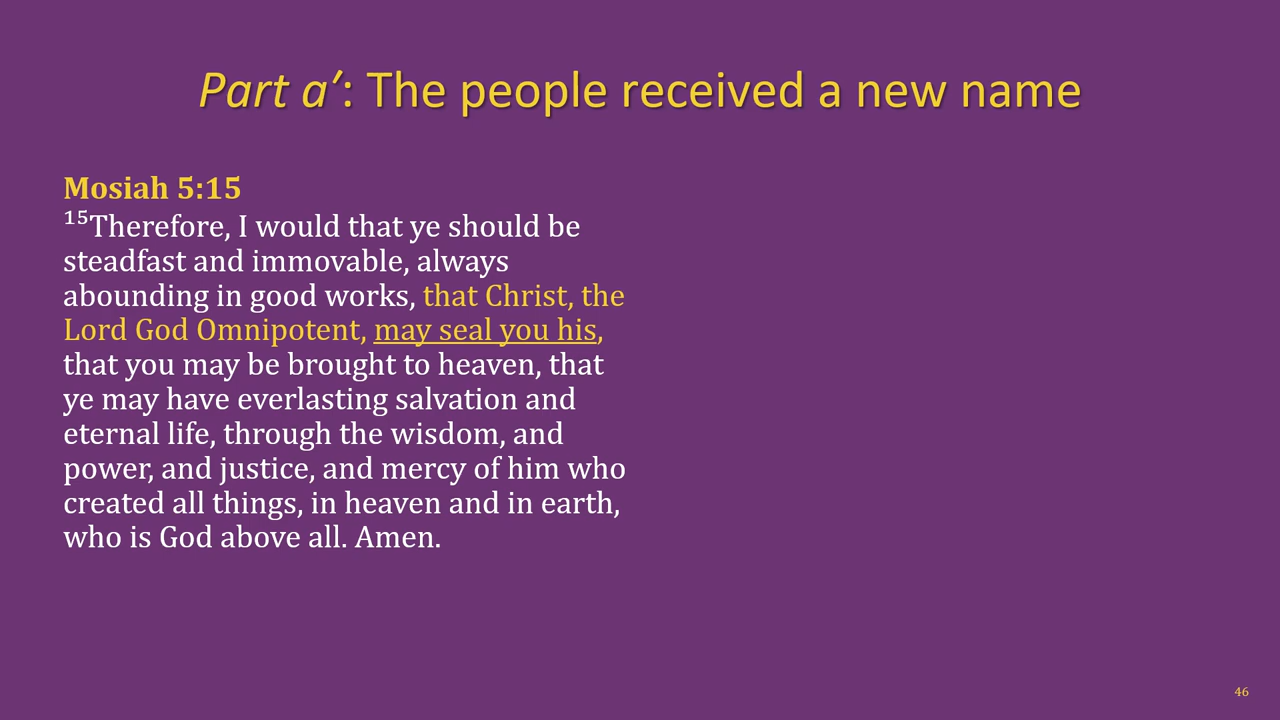 Part a′: The people received a new name
Mosiah 5:15
¹⁵Therefore, I would that ye should be
steadfast and immovable, always
abounding in good works, that Christ, the
Lord God Omnipotent, may seal you his,
that you may be brought to heaven, that
ye may have everlasting salvation and
eternal life, through the wisdom, and
power, and justice, and mercy of him who
created all things, in heaven and in earth,
who is God above all. Amen.
46